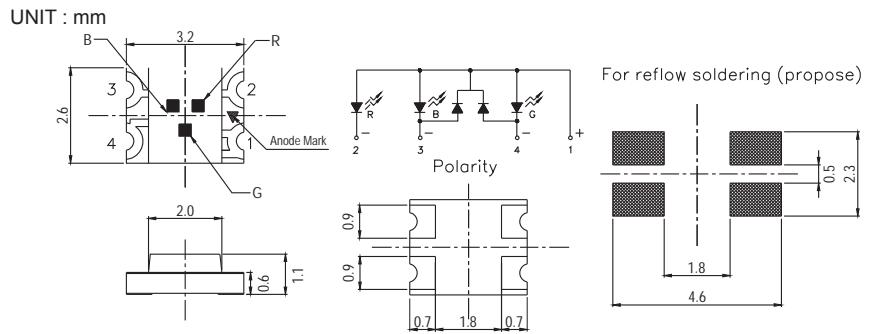 UNIT : mm
B
3.2
R
3
2
2.6
4
1
Anode Mark
G
R
B
G
− − − +
2 3 4 1
Polarity
For reflow soldering (propose)
0.5
2.3
1.8
4.6
2.0
0.6
1.1
0.9
0.9
0.7 1.8 0.7